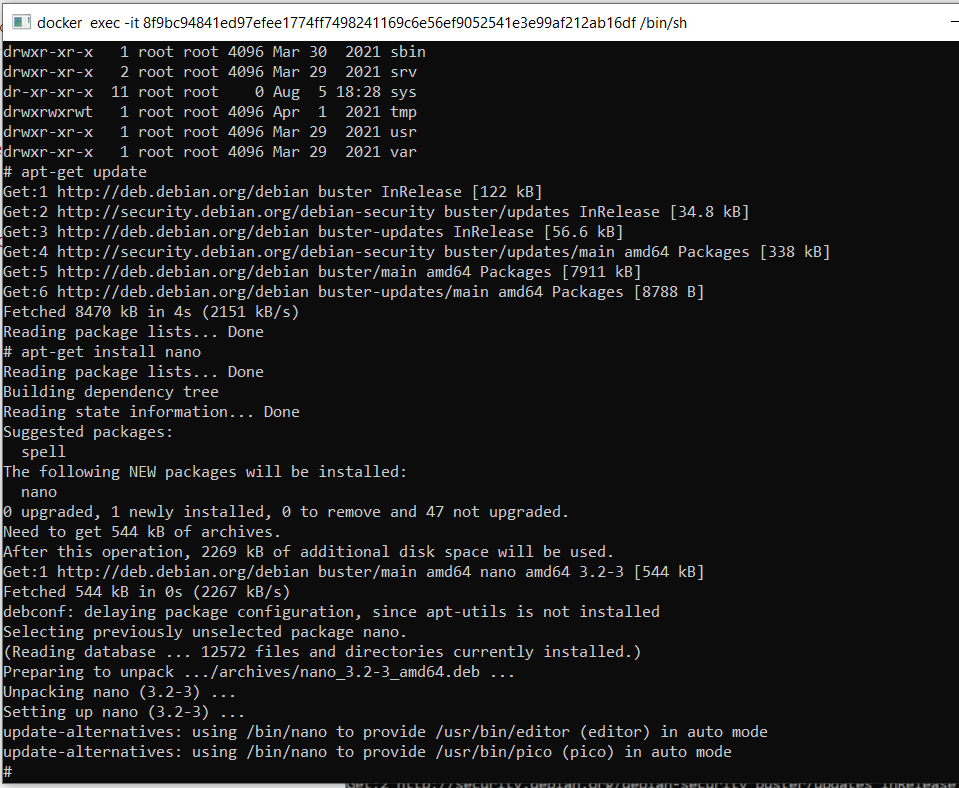 docker exec -it 8f9bc94841ed97efee1774ff7498241169c6e56ef9052541e3e99af212ab16df /bin/sh
drwxr-xr-x   1 root root 4096 Mar 30  2021 sbin
drwxr-xr-x   2 root root 4096 Mar 29  2021 srv
dr-xr-xr-x  11 root root    0 Aug  5 18:28 sys
drwxrwxrwt   1 root root 4096 Apr  1  2021 tmp
drwxr-xr-x   1 root root 4096 Mar 29  2021 usr
drwxr-xr-x   1 root root 4096 Mar 29  2021 var
# apt-get update
Get:1 http://deb.debian.org/debian buster InRelease [122 kB]
Get:2 http://security.debian.org/debian-security buster/updates InRelease [34.8 kB]
Get:3 http://deb.debian.org/debian buster-updates InRelease [56.6 kB]
Get:4 http://security.debian.org/debian-security buster/updates/main amd64 Packages [338 kB]
Get:5 http://deb.debian.org/debian buster/main amd64 Packages [7911 kB]
Get:6 http://deb.debian.org/debian buster-updates/main amd64 Packages [8788 B]
Fetched 8470 kB in 4s (2151 kB/s)
Reading package lists... Done
# apt-get install nano
Reading package lists... Done
Building dependency tree
Reading state information... Done
Suggested packages:
  spell
The following NEW packages will be installed:
  nano
0 upgraded, 1 newly installed, 0 to remove and 47 not upgraded.
Need to get 544 kB of archives.
After this operation, 2269 kB of additional disk space will be used.
Get:1 http://deb.debian.org/debian buster/main amd64 nano amd64 3.2-3 [544 kB]
Fetched 544 kB in 0s (2267 kB/s)
debconf: delaying package configuration, since apt-utils is not installed
Selecting previously unselected package nano.
(Reading database ... 12572 files and directories currently installed.)
Preparing to unpack .../archives/nano_3.2-3_amd64.deb ...
Unpacking nano (3.2-3) ...
Setting up nano (3.2-3) ...
update-alternatives: using /bin/nano to provide /usr/bin/editor (editor) in auto mode
update-alternatives: using /bin/nano to provide /usr/bin/pico (pico) in auto mode
#
Get:2 http://security.debian.org/debian-security buster/updates InRelease